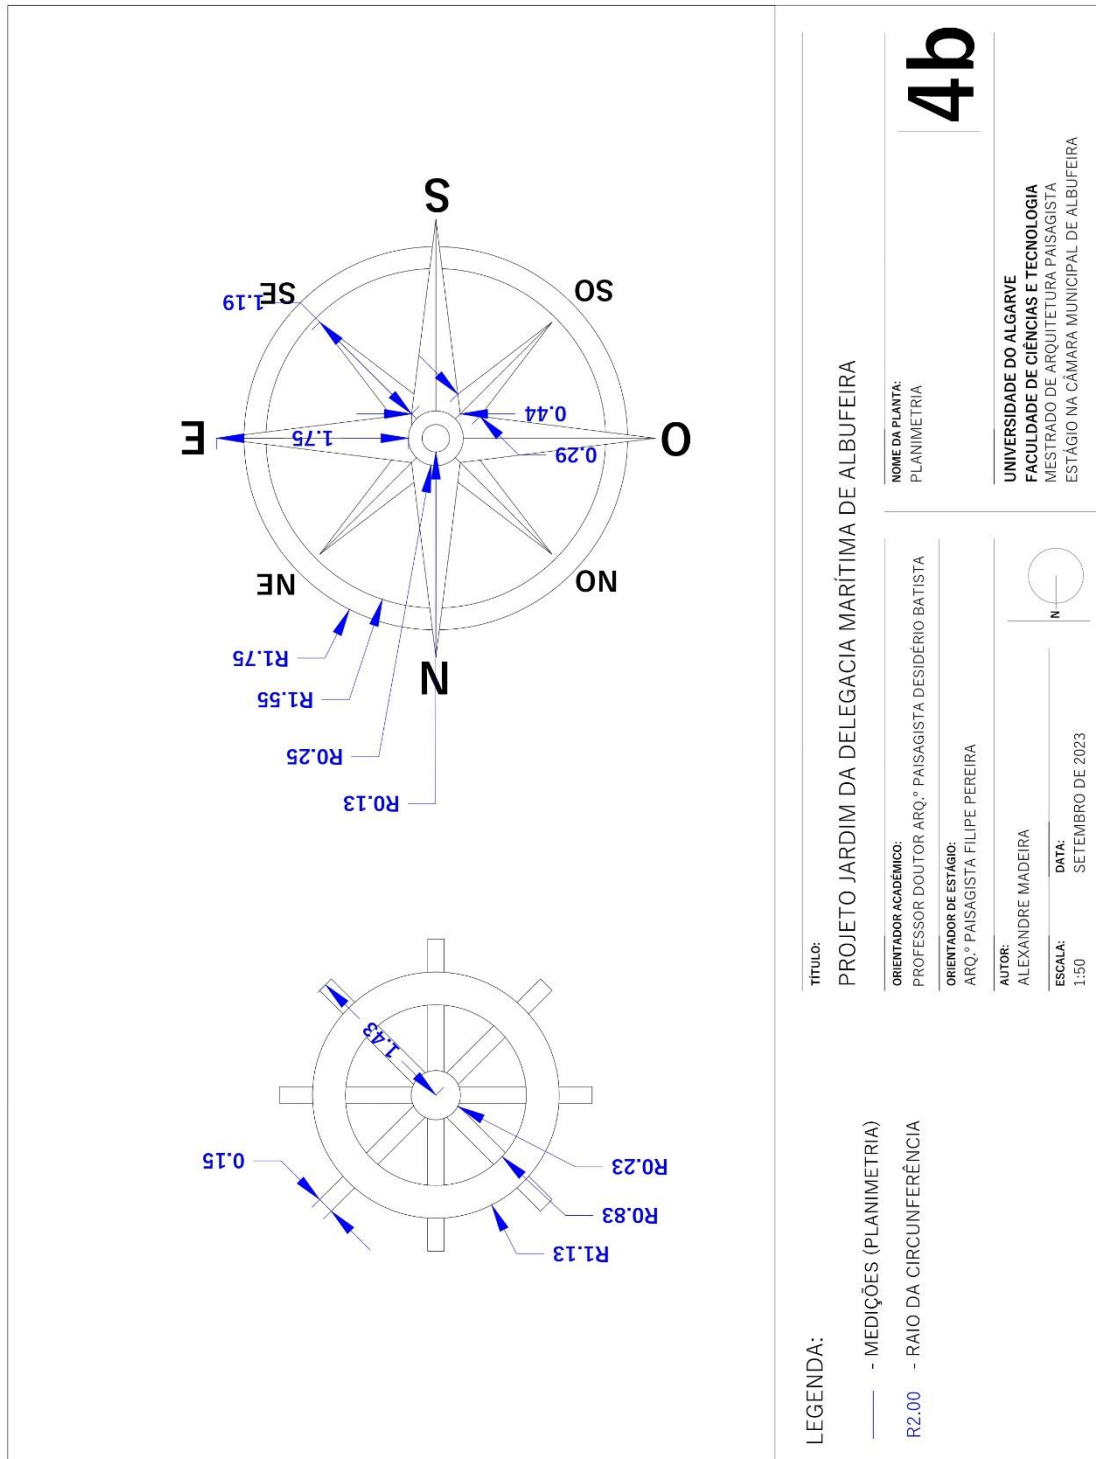 S
SE
SO
1.19
E
1.75
0.44
O
0.29
NE
NO
N
R1.75
R1.55
R0.25
R0.13
1.43
0.15
R0.23
R0.83
R1.13
LEGENDA:
- MEDIÇÕES (PLANIMETRIA)
R2.00 - RAIO DA CIRCUNFERÊNCIA
TÍTULO:
PROJETO JARDIM DA DELEGACIA MARÍTIMA DE ALBUFEIRA
ORIENTADOR ACADÉMICO:
PROFESSOR DOUTOR ARQ.º PAISAGISTA DESIDÉRIO BATISTA
ORIENTADOR DE ESTÁGIO:
ARQ.º PAISAGISTA FILIPE PEREIRA
AUTOR:
ALEXANDRE MADEIRA
ESCALA:
1:50
DATA:
SETEMBRO DE 2023
N
NOME DA PLANTA:
PLANIMETRIA
4b
UNIVERSIDADE DO ALGARVE
FACULDADE DE CIÊNCIAS E TECNOLOGIA
MESTRADO DE ARQUITETURA PAISAGISTA
ESTÁGIO NA CÂMARA MUNICIPAL DE ALBUFEIRA